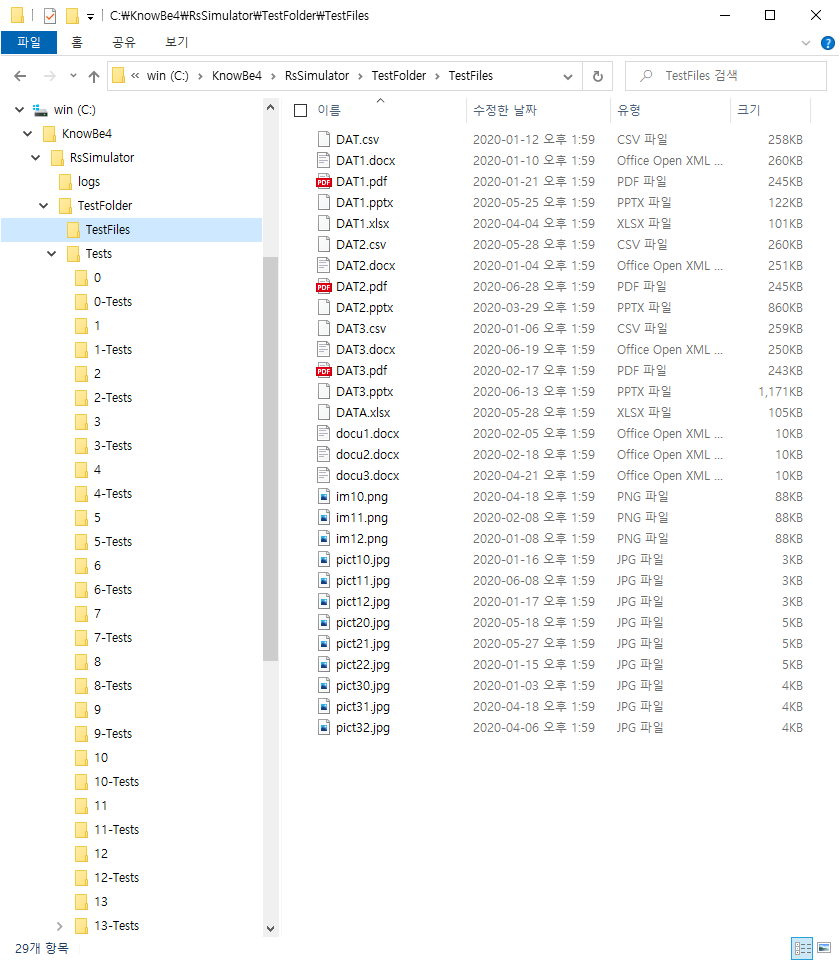 C:₩KnowBe4₩RsSimulator₩TestFolder₩TestFiles
파일 홈 공유 보기
« win (C:) › KnowBe4 › RsSimulator › TestFolder › TestFiles
TestFiles 검색
win (C:)
KnowBe4
RsSimulator
logs
TestFolder
TestFiles
Tests
0
0-Tests
1
1-Tests
2
2-Tests
3
3-Tests
4
4-Tests
5
5-Tests
6
6-Tests
7
7-Tests
8
8-Tests
9
9-Tests
10
10-Tests
11
11-Tests
12
12-Tests
13
13-Tests
이름 수정한 날짜 유형 크기
DAT.csv 2020-01-12 오후 1:59 CSV 파일 258KB
DAT1.docx 2020-01-10 오후 1:59 Office Open XML ... 260KB
DAT1.pdf 2020-01-21 오후 1:59 PDF 파일 245KB
DAT1.pptx 2020-05-25 오후 1:59 PPTX 파일 122KB
DAT1.xlsx 2020-04-04 오후 1:59 XLSX 파일 101KB
DAT2.csv 2020-05-28 오후 1:59 CSV 파일 260KB
DAT2.docx 2020-01-04 오후 1:59 Office Open XML ... 251KB
DAT2.pdf 2020-06-28 오후 1:59 PDF 파일 245KB
DAT2.pptx 2020-03-29 오후 1:59 PPTX 파일 860KB
DAT3.csv 2020-01-06 오후 1:59 CSV 파일 259KB
DAT3.docx 2020-06-19 오후 1:59 Office Open XML ... 250KB
DAT3.pdf 2020-02-17 오후 1:59 PDF 파일 243KB
DAT3.pptx 2020-06-13 오후 1:59 PPTX 파일 1,171KB
DATA.xlsx 2020-05-28 오후 1:59 XLSX 파일 105KB
docu1.docx 2020-02-05 오후 1:59 Office Open XML ... 10KB
docu2.docx 2020-02-18 오후 1:59 Office Open XML ... 10KB
docu3.docx 2020-04-21 오후 1:59 Office Open XML ... 10KB
im10.png 2020-04-18 오후 1:59 PNG 파일 88KB
im11.png 2020-02-08 오후 1:59 PNG 파일 88KB
im12.png 2020-01-08 오후 1:59 PNG 파일 88KB
pict10.jpg 2020-01-16 오후 1:59 JPG 파일 3KB
pict11.jpg 2020-06-08 오후 1:59 JPG 파일 3KB
pict12.jpg 2020-01-17 오후 1:59 JPG 파일 3KB
pict20.jpg 2020-05-18 오후 1:59 JPG 파일 5KB
pict21.jpg 2020-05-27 오후 1:59 JPG 파일 5KB
pict22.jpg 2020-01-15 오후 1:59 JPG 파일 5KB
pict30.jpg 2020-01-03 오후 1:59 JPG 파일 4KB
pict31.jpg 2020-04-18 오후 1:59 JPG 파일 4KB
pict32.jpg 2020-04-06 오후 1:59 JPG 파일 4KB
29개 항목